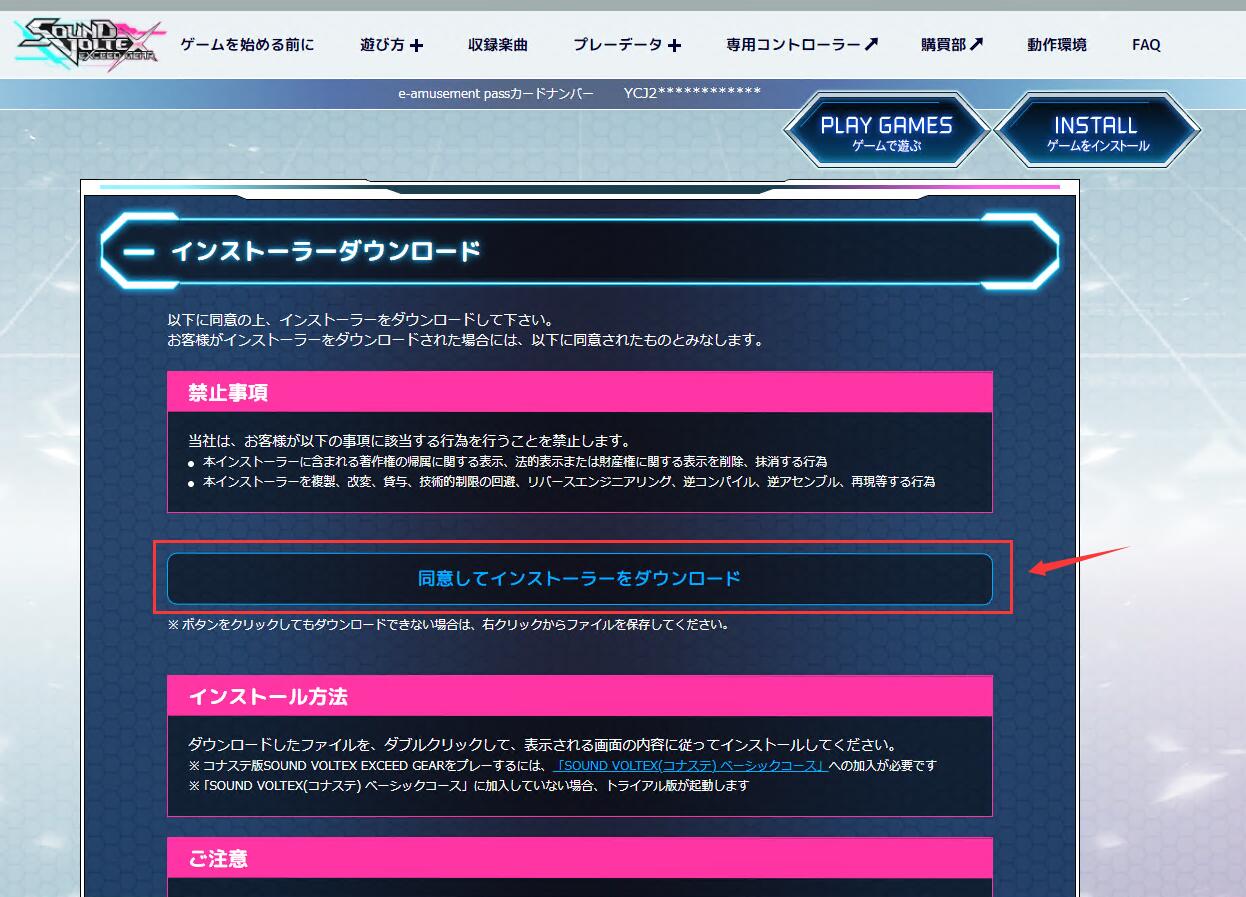 SOUND VOLTEX EXCEED GEAR
ゲームを始める前に 遊び方＋ 収録楽曲 プレーデータ＋ 専用コントローラー 購買部 動作環境 FAQ
e-amusement passカードナンバー YCJ2************
PLAY GAMES
ゲームで遊ぶ
INSTALL
ゲームをインストール
インストーラーダウンロード
以下に同意の上、インストーラーをダウンロードして下さい。
お客様がインストーラーをダウンロードされた場合には、以下に同意されたものとみなします。
禁止事項
当社は、お客様が以下の事項に該当する行為を行うことを禁止します。
● 本インストーラーに含まれる著作権の帰属に関する表示、法的表示または財産権に関する表示を削除、抹消する行為
● 本インストーラーを複製、改変、貸与、技術的制限の回避、リバースエンジニアリング、逆コンパイル、逆アセンブル、再現等する行為
同意してインストーラーをダウンロード
※ ボタンをクリックしてもダウンロードできない場合は、右クリックからファイルを保存してください。
インストール方法
ダウンロードしたファイルを、ダブルクリックして、表示される画面の内容に従ってインストールしてください。
※ コナステ版SOUND VOLTEX EXCEED GEARをプレーするには、「SOUND VOLTEX(コナステ) ベーシックコース」への加入が必要です
※「SOUND VOLTEX(コナステ) ベーシックコース」に加入していない場合、トライアル版が起動します
ご注意